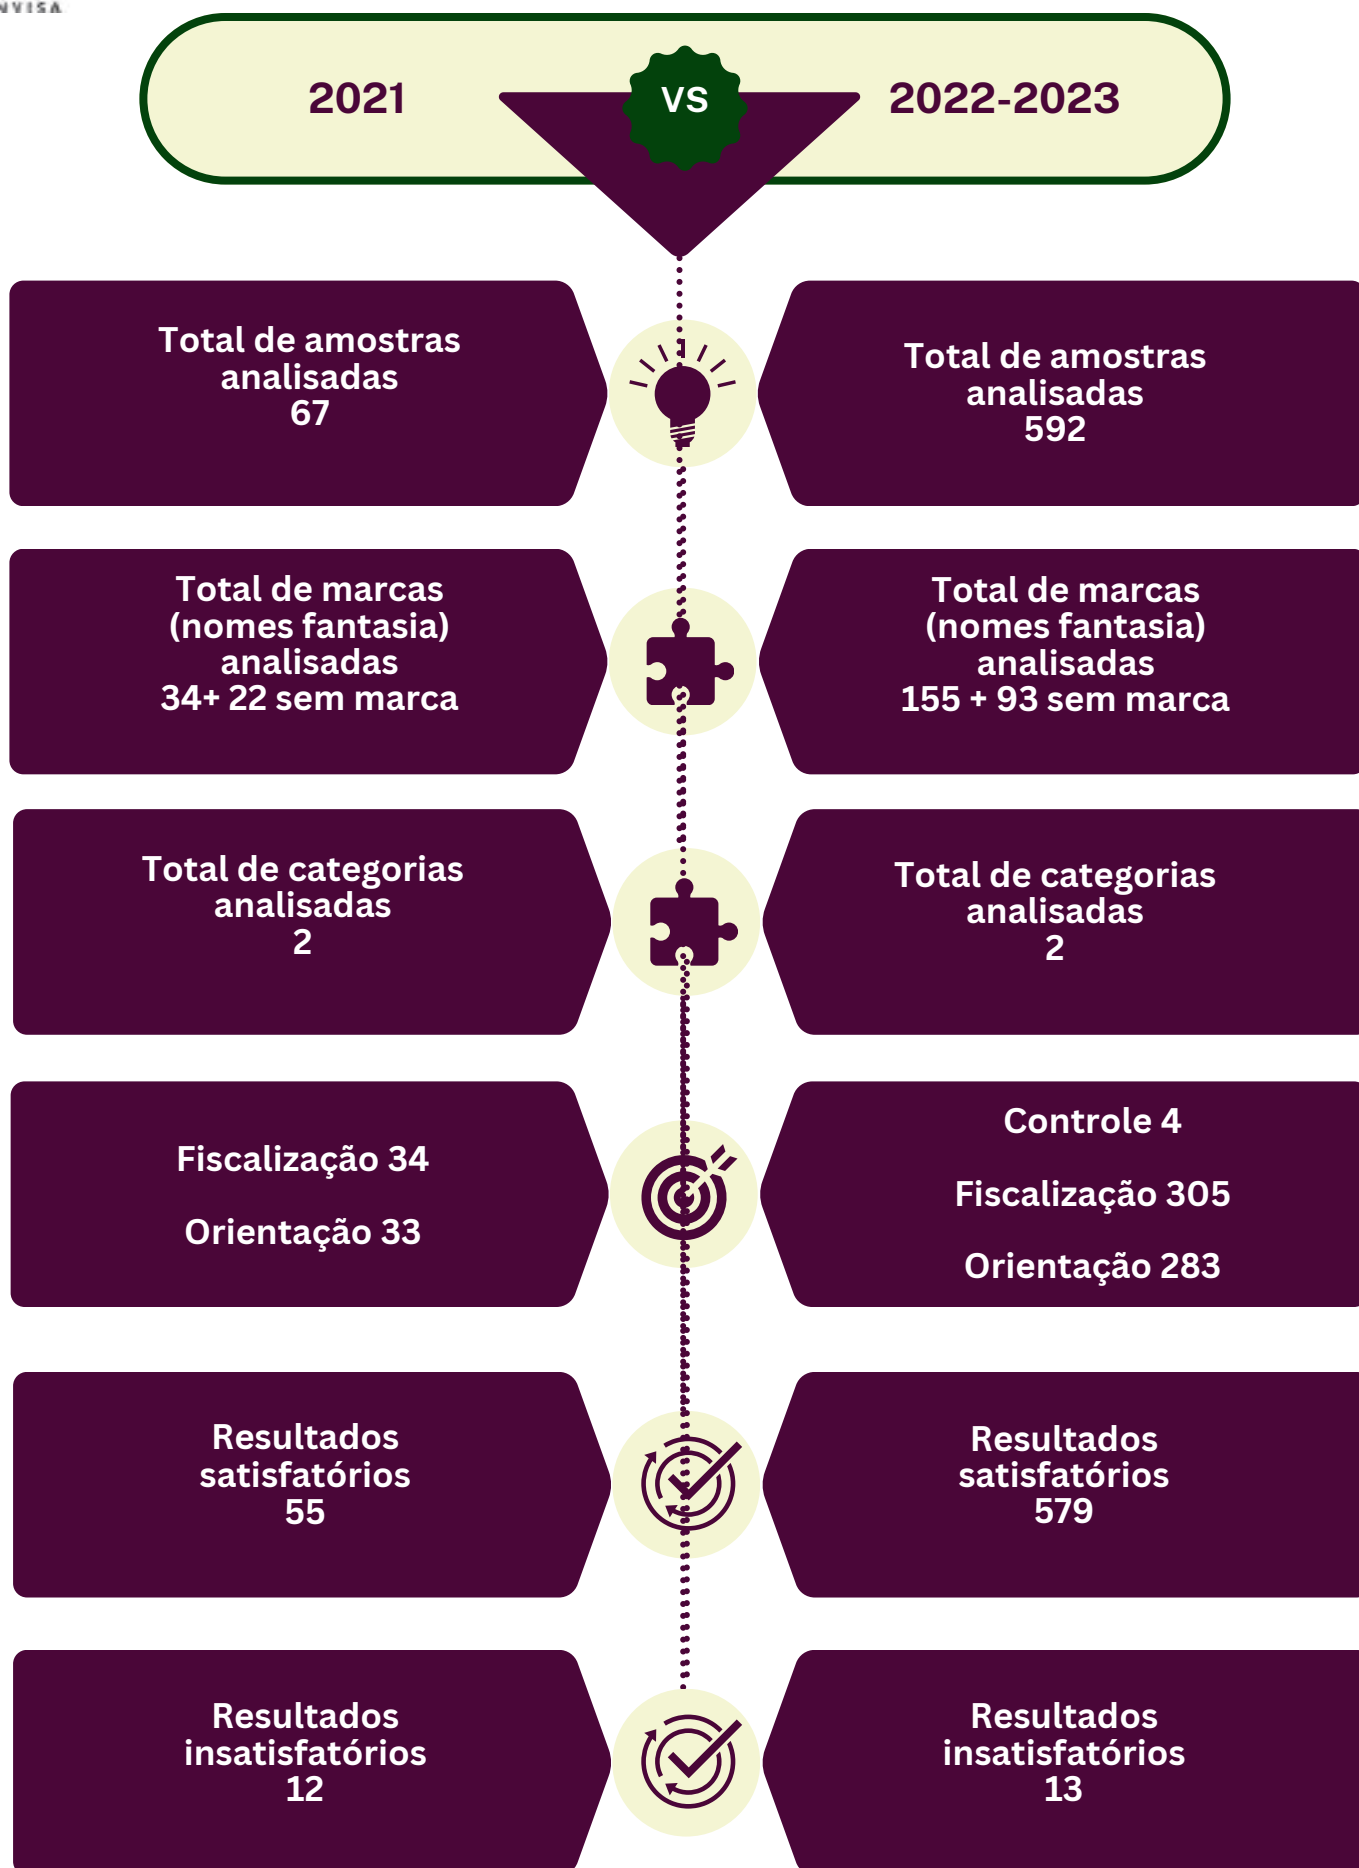 2021
VS
2022-2023
Total de amostras
analisadas
67
Total de amostras
analisadas
592
Total de marcas
(nomes fantasia)
analisadas
34+ 22 sem marca
Total de marcas
(nomes fantasia)
analisadas
155 + 93 sem marca
Total de categorias
analisadas
2
Total de categorias
analisadas
2
Fiscalização 34
Orientação 33
Controle 4
Fiscalização 305
Orientação 283
Resultados
satisfatórios
55
Resultados
satisfatórios
579
Resultados
insatisfatórios
12
Resultados
insatisfatórios
13